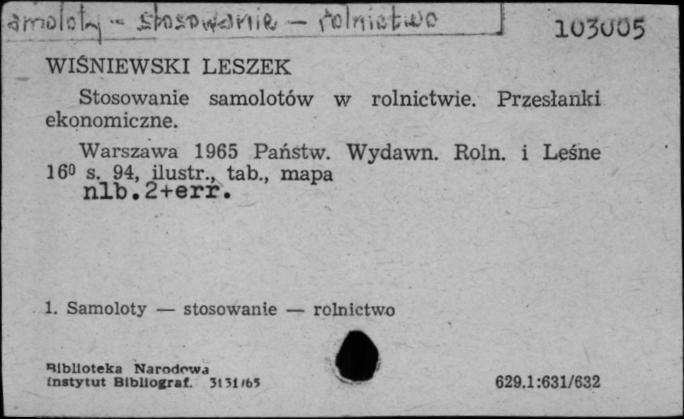 amoloty - stosowanie - rolnictwo
103005
WIŚNIEWSKI LESZEK
Stosowanie samolotów w rolnictwie. Przesłanki
ekonomiczne.
Warszawa 1965 Państw. Wydawn. Roln. i Leśne
16⁰ s. 94, ilustr., tab., mapa
nlb.2+err.
1. Samoloty — stosowanie — rolnictwo
Biblioteka Narodowa
Instytut Bibliograf. 3131/65
629.1:631/632